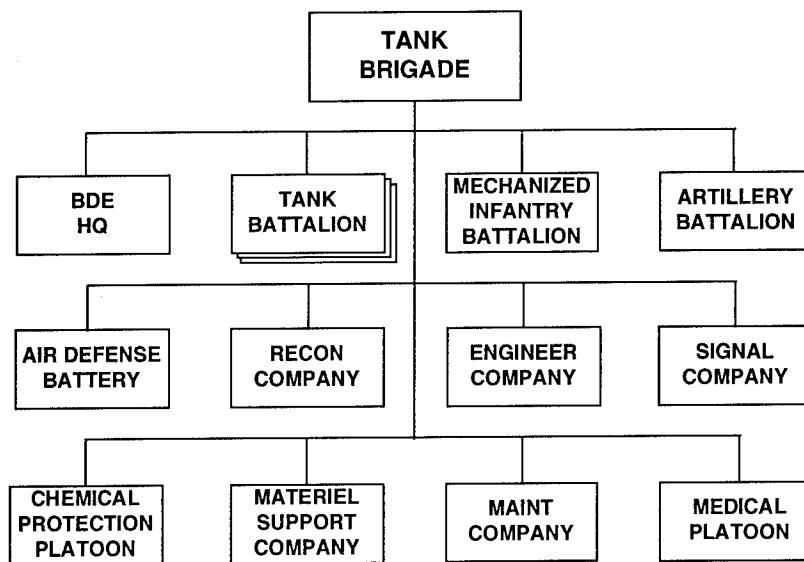 TANK
BRIGADE
BDE
HQ
TANK
BATTALION
MECHANIZED
INFANTRY
BATTALION
ARTILLERY
BATTALION
AIR DEFENSE
BATTERY
RECON
COMPANY
ENGINEER
COMPANY
SIGNAL
COMPANY
CHEMICAL
PROTECTION
PLATOON
MATERIEL
SUPPORT
COMPANY
MAINT
COMPANY
MEDICAL
PLATOON